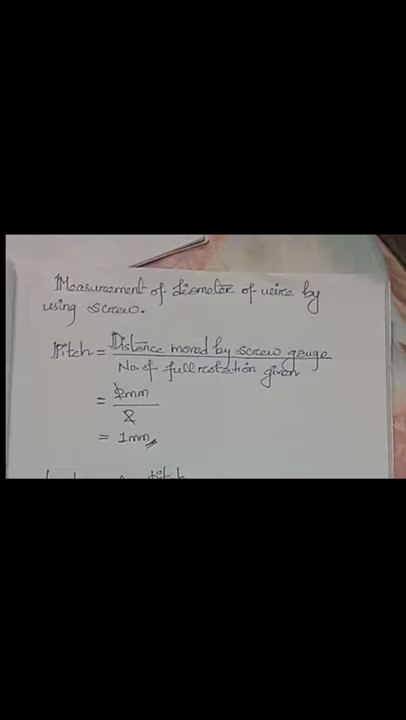 Measurement of diameter of weire by
using screw.
Pitch = Distance moved by screw gauge
No. of full rotation given
= 2mm
2
= 1mm